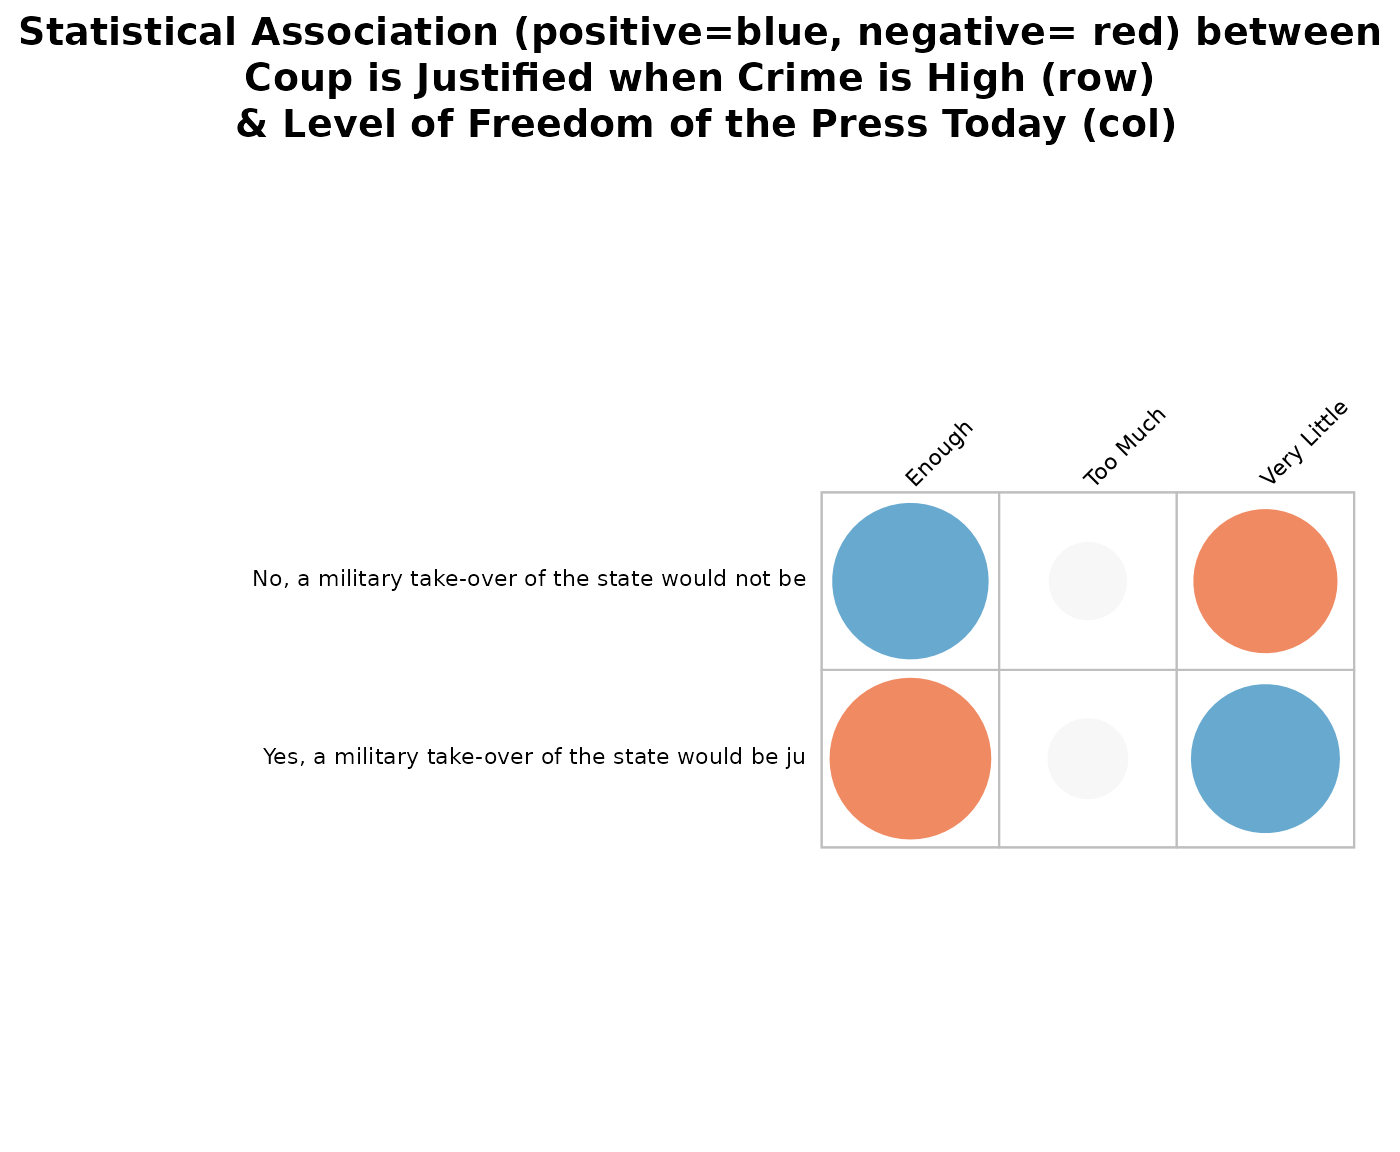 Statistical Association (positive=blue, negative= red) between
Coup is Justified when Crime is High (row)
& Level of Freedom of the Press Today (col)
Enough
Too Much
Very Little
No, a military take-over of the state would not be
Yes, a military take-over of the state would be ju